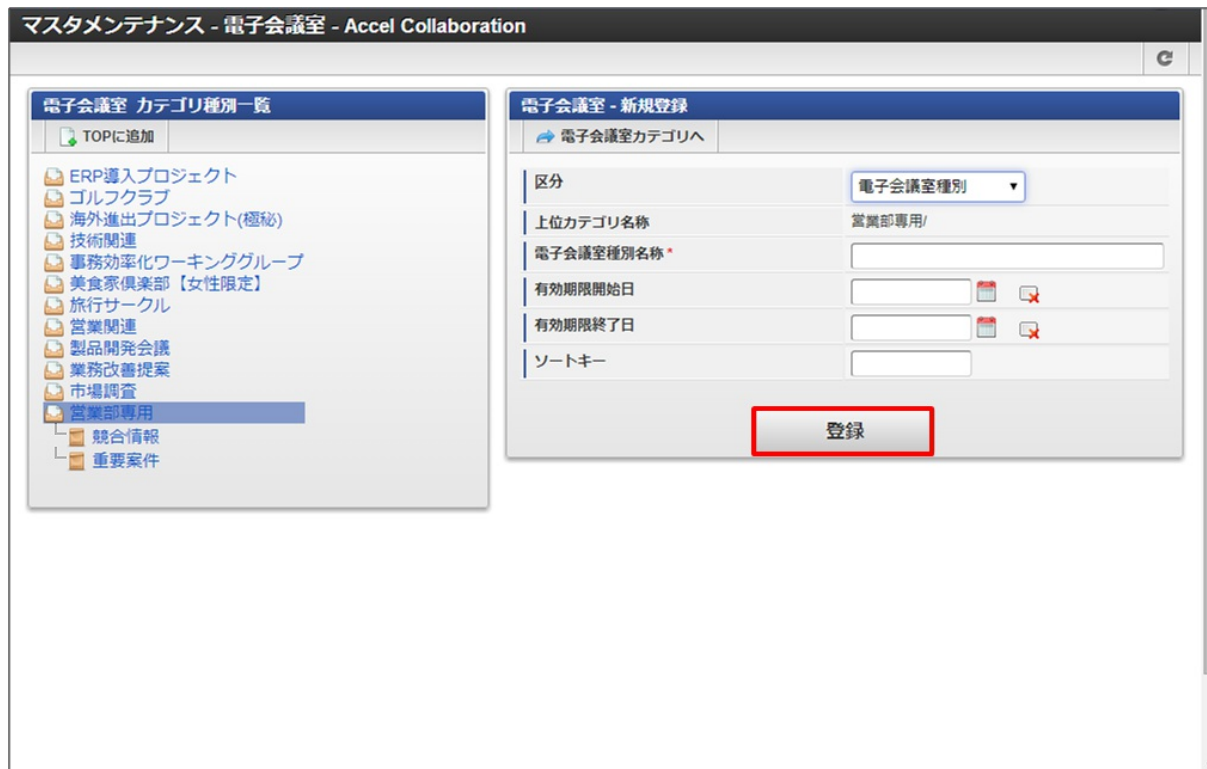 マスタメンテナンス - 電子会議室 - Accel Collaboration
電子会議室 カテゴリ種別一覧
TOPに追加
ERP導入プロジェクト
ゴルフクラブ
海外進出プロジェクト(極秘)
技術関連
事務効率化ワーキンググループ
美食家倶楽部【女性限定】
旅行サークル
営業関連
製品開発会議
業務改善提案
市場調査
営業部専用
競合情報
重要案件
電子会議室 - 新規登録
電子会議室カテゴリへ
区分 電子会議室種別
上位カテゴリ名称 営業部専用/
電子会議室種別名称*
有効期限開始日
有効期限終了日
ソートキー
登録